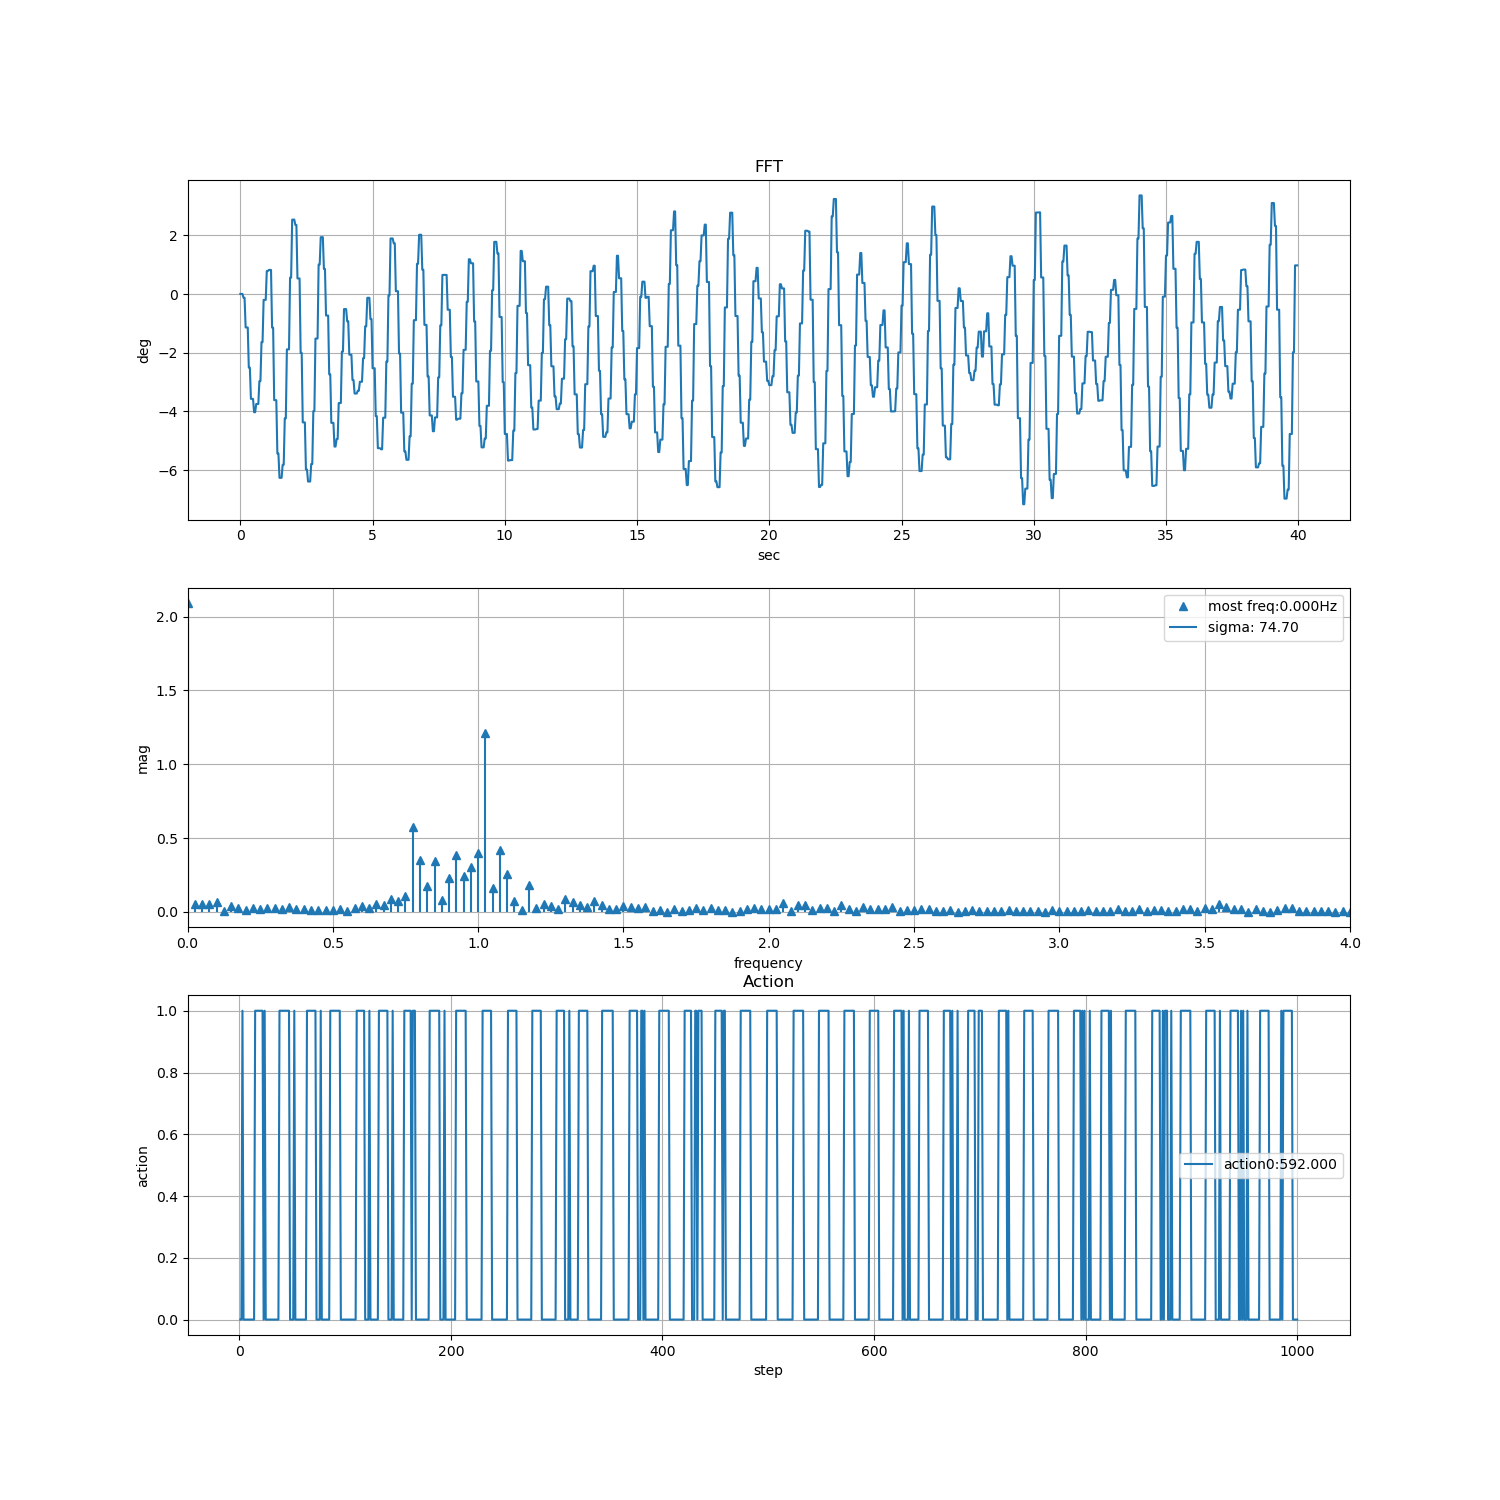 FFT
2
0
−2
−4
−6
deg
0 5 10 15 20 25 30 35 40
sec
2.0
1.5
1.0
0.5
0.0
mag
most freq:0.000Hz
sigma: 74.70
0.0 0.5 1.0 1.5 2.0 2.5 3.0 3.5 4.0
frequency
Action
1.0
0.8
0.6
0.4
0.2
0.0
action
action0:592.000
0 200 400 600 800 1000
step